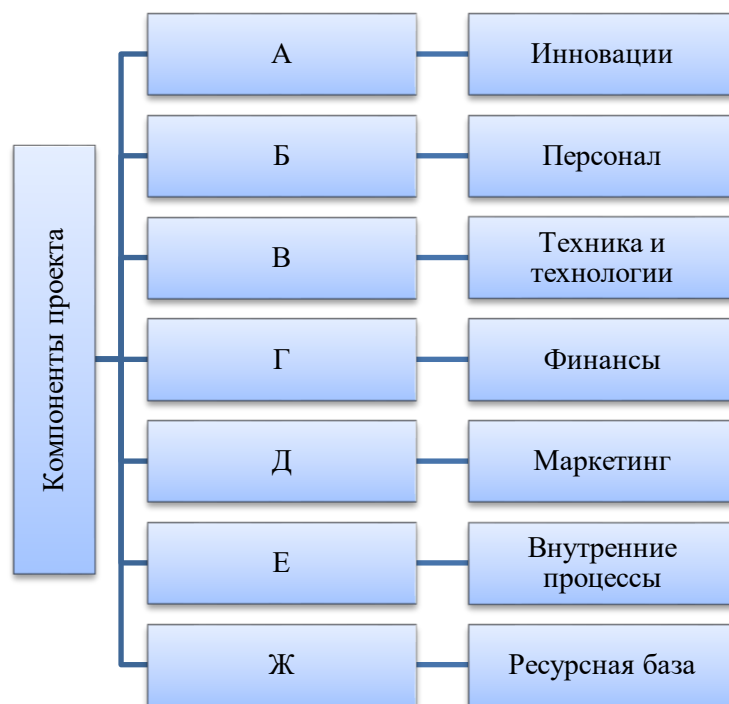 Компоненты проекта
А
Инновации
Б
Персонал
В
Техника и
технологии
Г
Финансы
Д
Маркетинг
Е
Внутренние
процессы
Ж
Ресурсная база